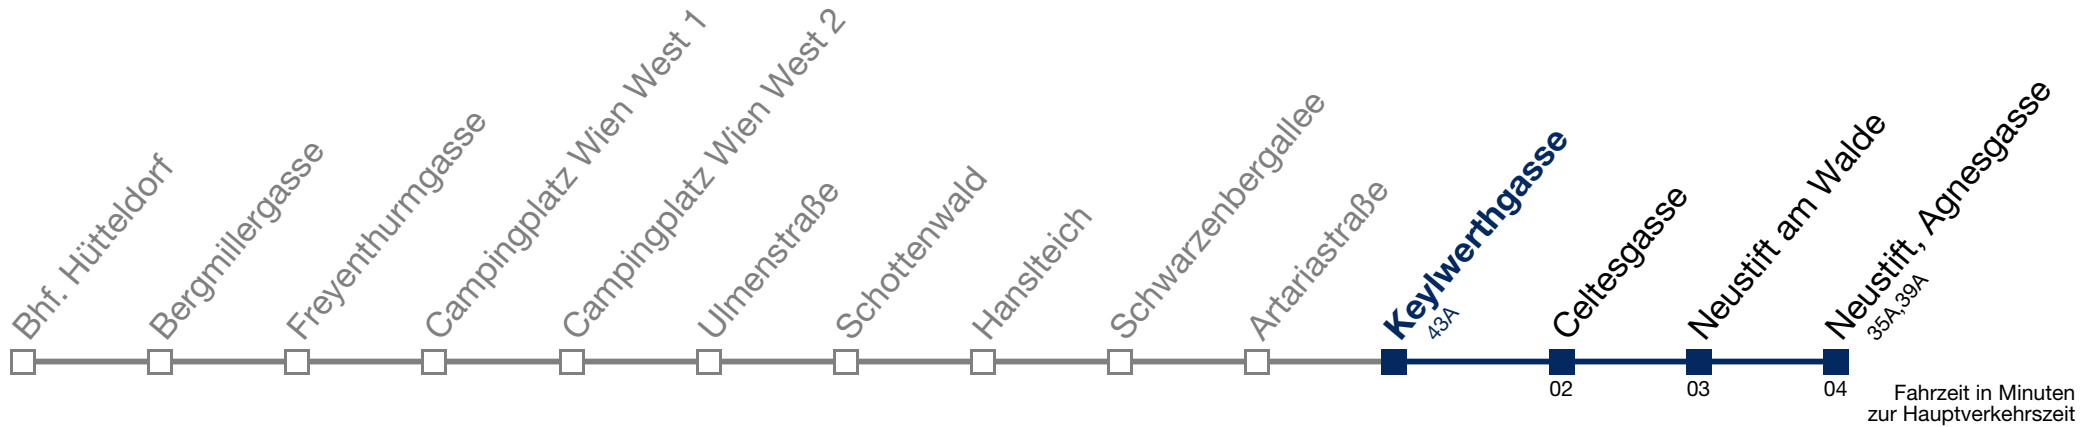 Bhf. Hütteldorf
Bergmillergasse
Freyenthurmgasse
Campingplatz Wien West 1
Campingplatz Wien West 2
Ulmenstraße
Schottenwald
Hanslteich
Schwarzenbergallee
Artariastraße
Keylwerthgasse
43A
Celtesgasse
Neustift am Walde
Neustift, Agnesgasse
35A,39A
02
03
04
Fahrzeit in Minuten
zur Hauptverkehrszeit